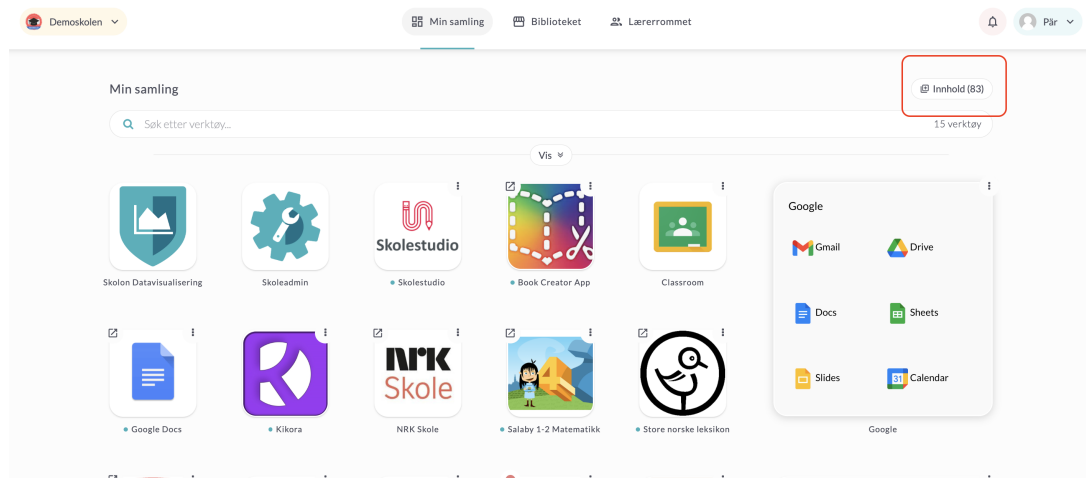 Demoskolen
Min samling
Biblioteket
Lærerrommet
Pär
Min samling
Innhold (83)
Søk etter verktøy...
15 verktøy
Vis
Skolestudio
Google
Gmail
Drive
Skolon Datavisualisering
Skoleadmin
Skolestudio
Book Creator App
Classroom
Docs
Sheets
nrk
Skole
4
Slides
31
Calendar
Google Docs
Kikora
NRK Skole
Salaby 1-2 Matematikk
Store norske leksikon
Google